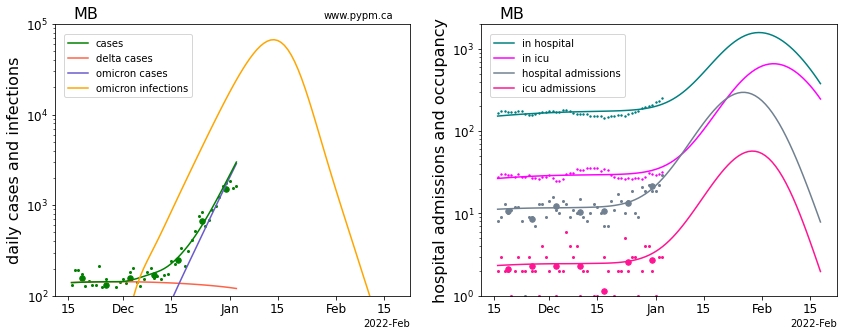 MB
www.pypm.ca
daily cases and infections
10^5
10^4
10^3
10^2
cases
delta cases
omicron cases
omicron infections
15
Dec
15
Jan
15
Feb
15
2022-Feb
MB
hospital admissions and occupancy
10^3
10^2
10^1
10^0
in hospital
in icu
hospital admissions
icu admissions
15
Dec
15
Jan
15
Feb
15
2022-Feb